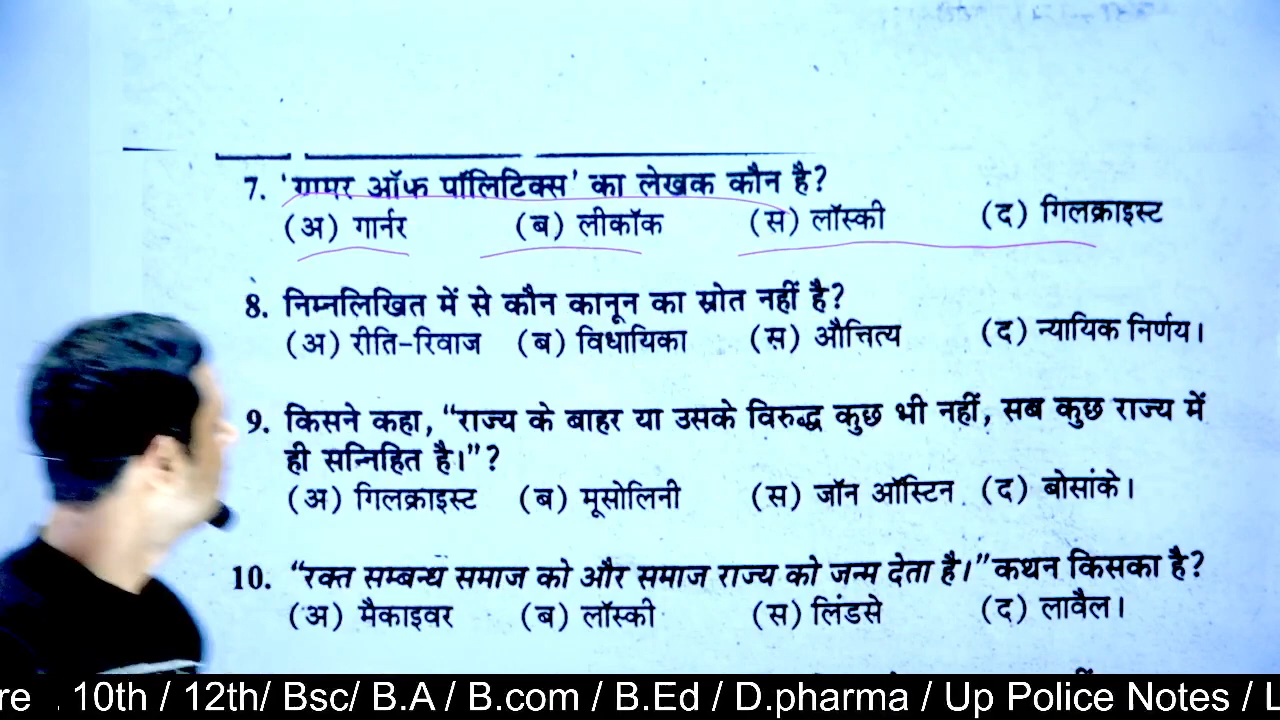 7. 'ग्रामर ऑफ पॉलिटिक्स' का लेखक कौन है?
(अ) गार्नर (ब) लीकॉक (स) लॉस्की (द) गिलक्राइस्ट
8. निम्नलिखित में से कौन कानून का स्रोत नहीं है?
(अ) रीति-रिवाज (ब) विधायिका (स) औचित्य (द) न्यायिक निर्णय।
9. किसने कहा, “राज्य के बाहर या उसके विरुद्ध कुछ भी नहीं, सब कुछ राज्य में
ही सन्निहित है।”?
(अ) गिलक्राइस्ट (ब) मूसोलिनी (स) जॉन ऑस्टिन (द) बोसांके।
10. “रक्त सम्बन्ध समाज को और समाज राज्य को जन्म देता है।” कथन किसका है?
(अ) मैकाइवर (ब) लॉस्की (स) लिंडसे (द) लावैल।
10th / 12th/ Bsc/ B.A / B.com / B.Ed / D.pharma / Up Police Notes /